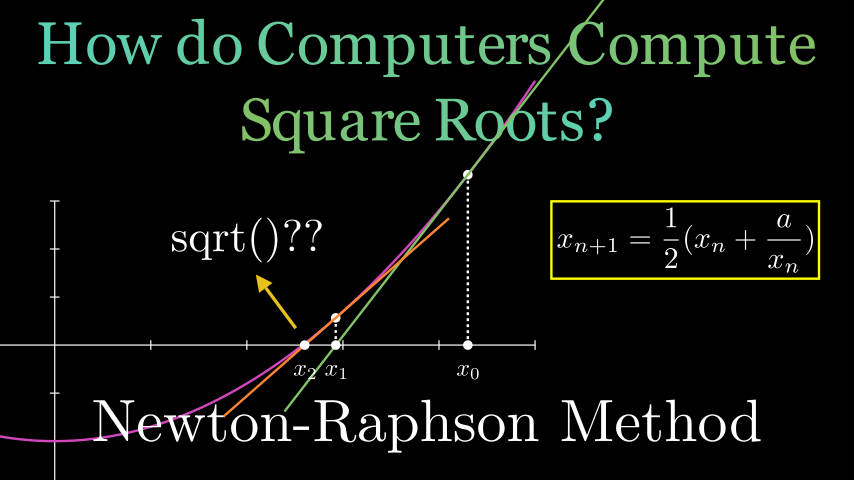 How do Computers Compute
Square Roots?
sqrt()??
x_{n+1} = \frac{1}{2}(x_n + \frac{a}{x_n})
x_2 x_1 x_0
Newton-Raphson Method